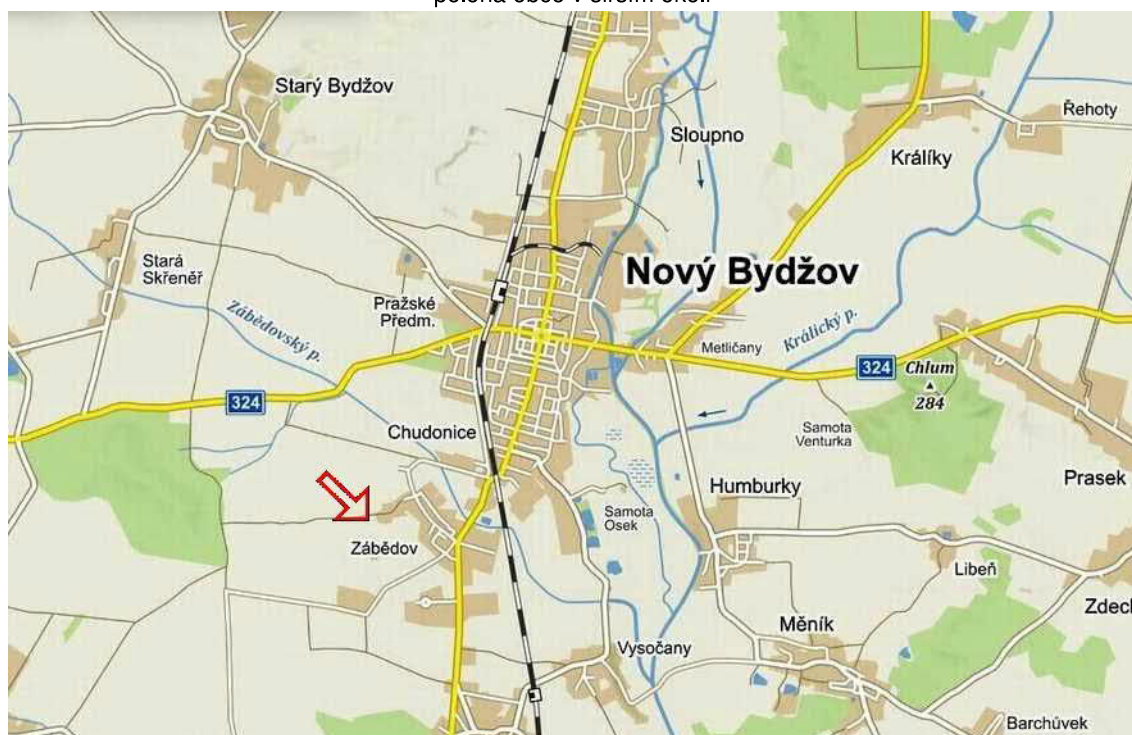 Starý Bydžov
Sloupno
Řehoty
Králíky
Stará
Skřeněř
Nový Bydžov
Pražské
Předm.
Zábědovský p.
Králický p.
Metličany
324
Chlum
284
324
Samota
Venturka
Chudonice
Prasek
Humburky
Samota
Osek
Zábědov
Libeň
Zdech
Měník
Vysočany
Barchůvek